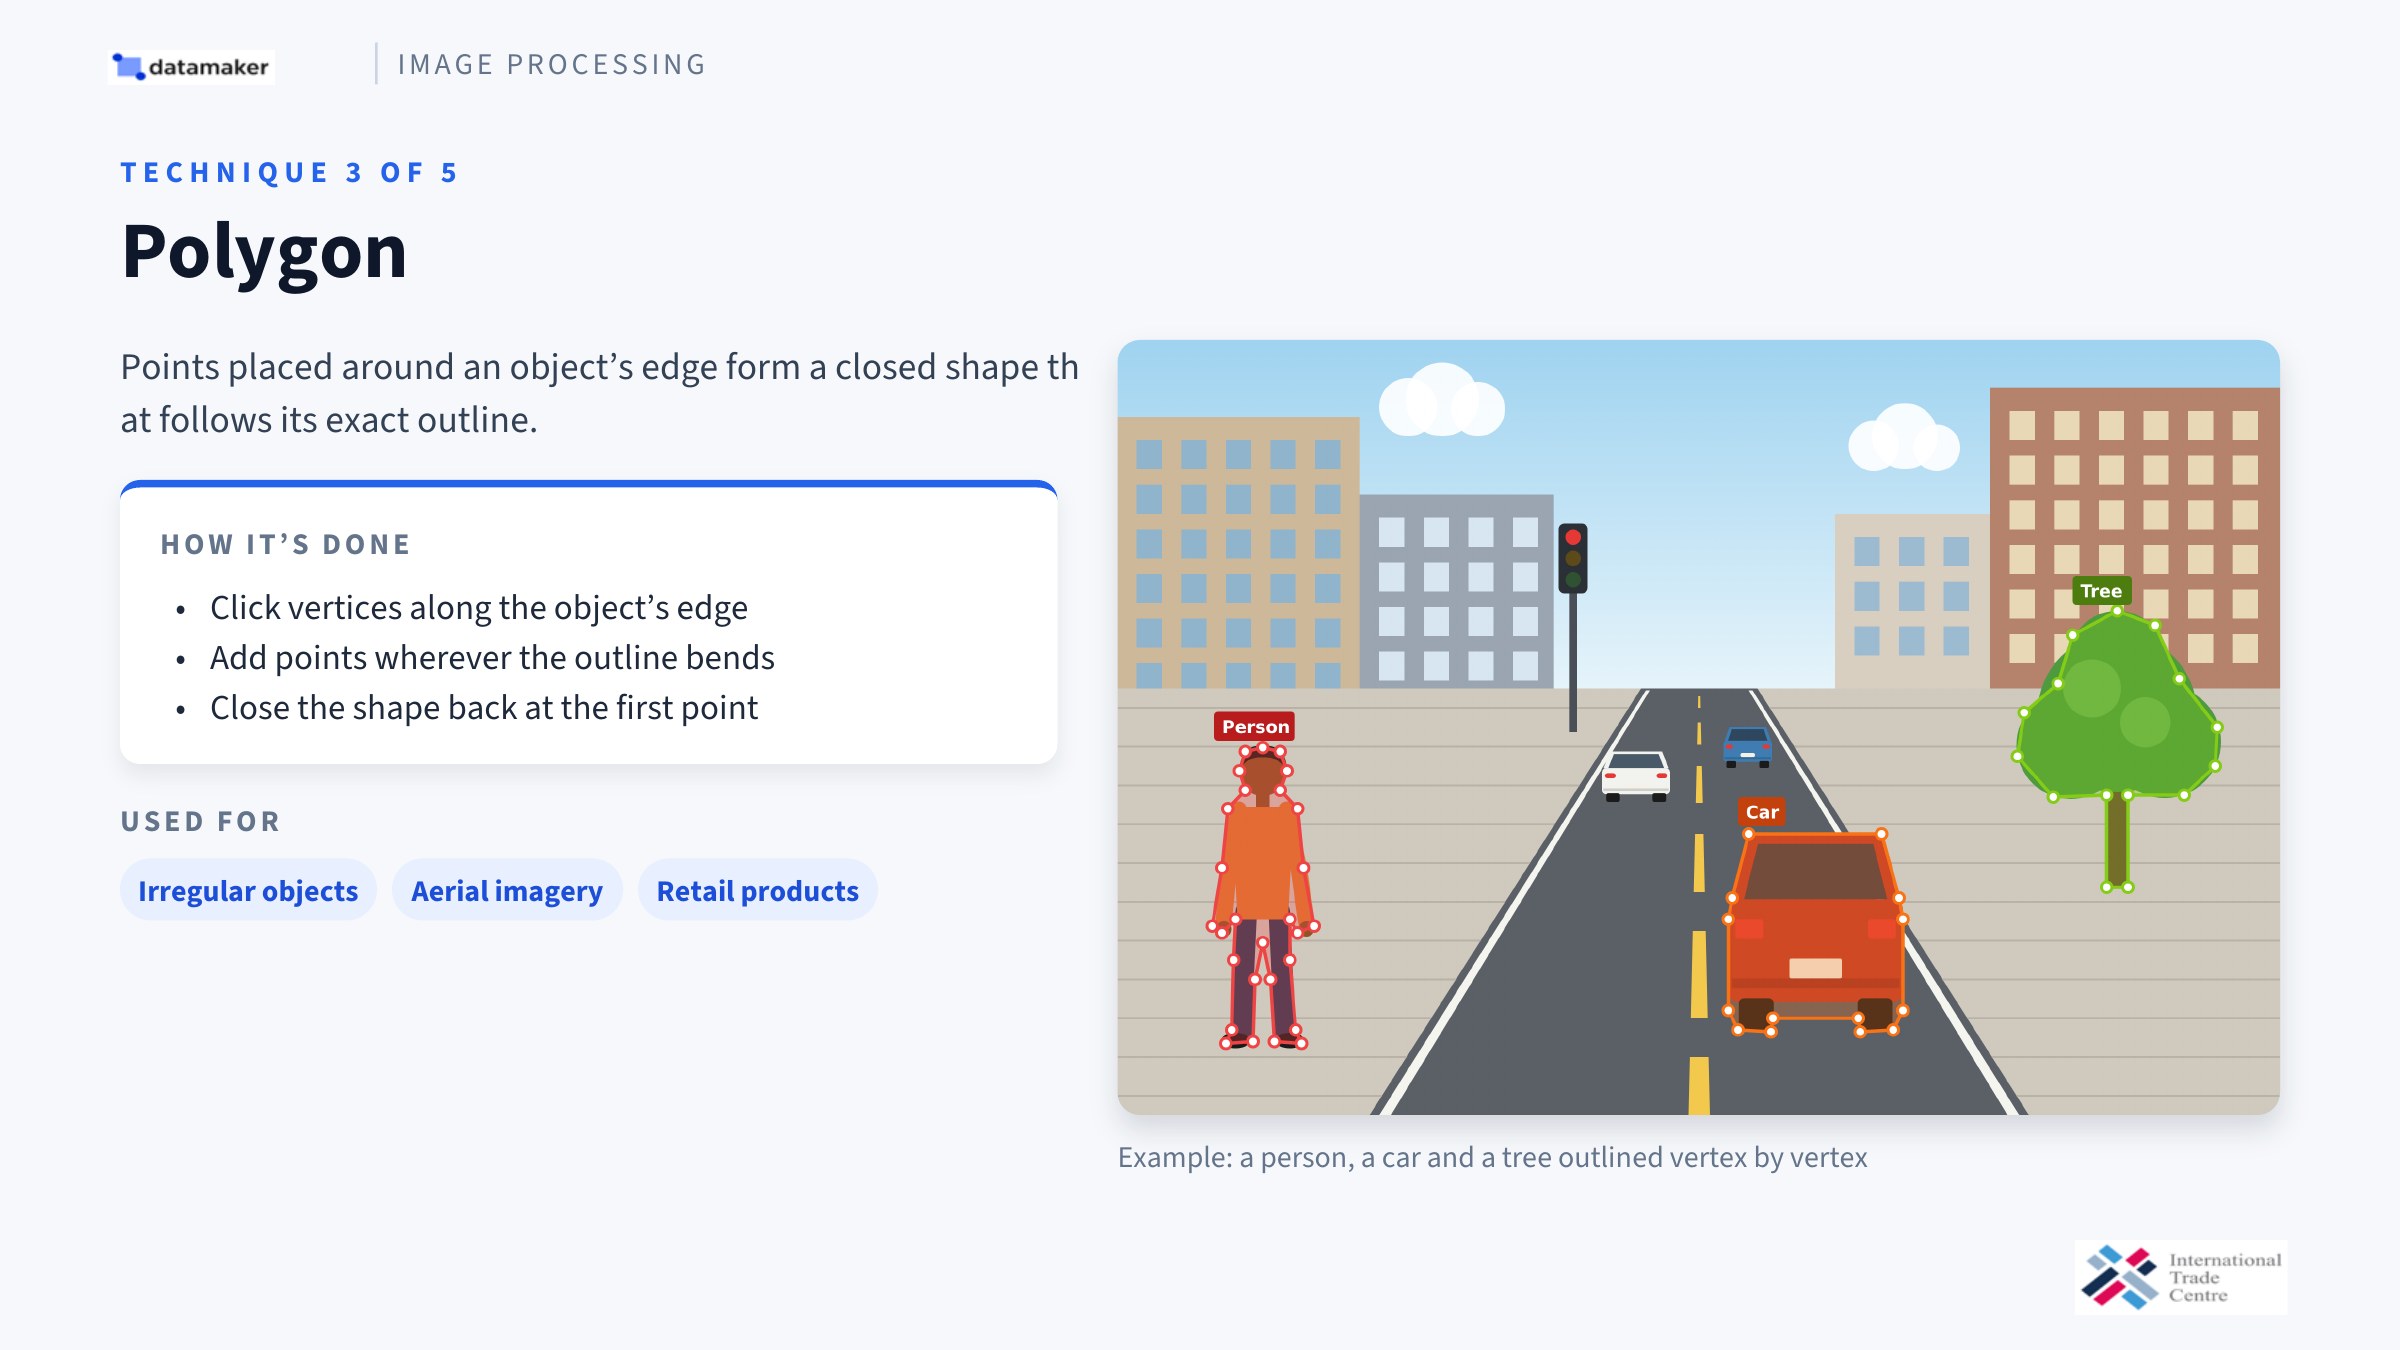 datamaker
IMAGE PROCESSING
TECHNIQUE 3 OF 5
Polygon
Points placed around an object’s edge form a closed shape th
at follows its exact outline.
HOW IT’S DONE
• Click vertices along the object’s edge
• Add points wherever the outline bends
• Close the shape back at the first point
USED FOR
Irregular objects
Aerial imagery
Retail products
Person
Car
Tree
Example: a person, a car and a tree outlined vertex by vertex
International
Trade
Centre